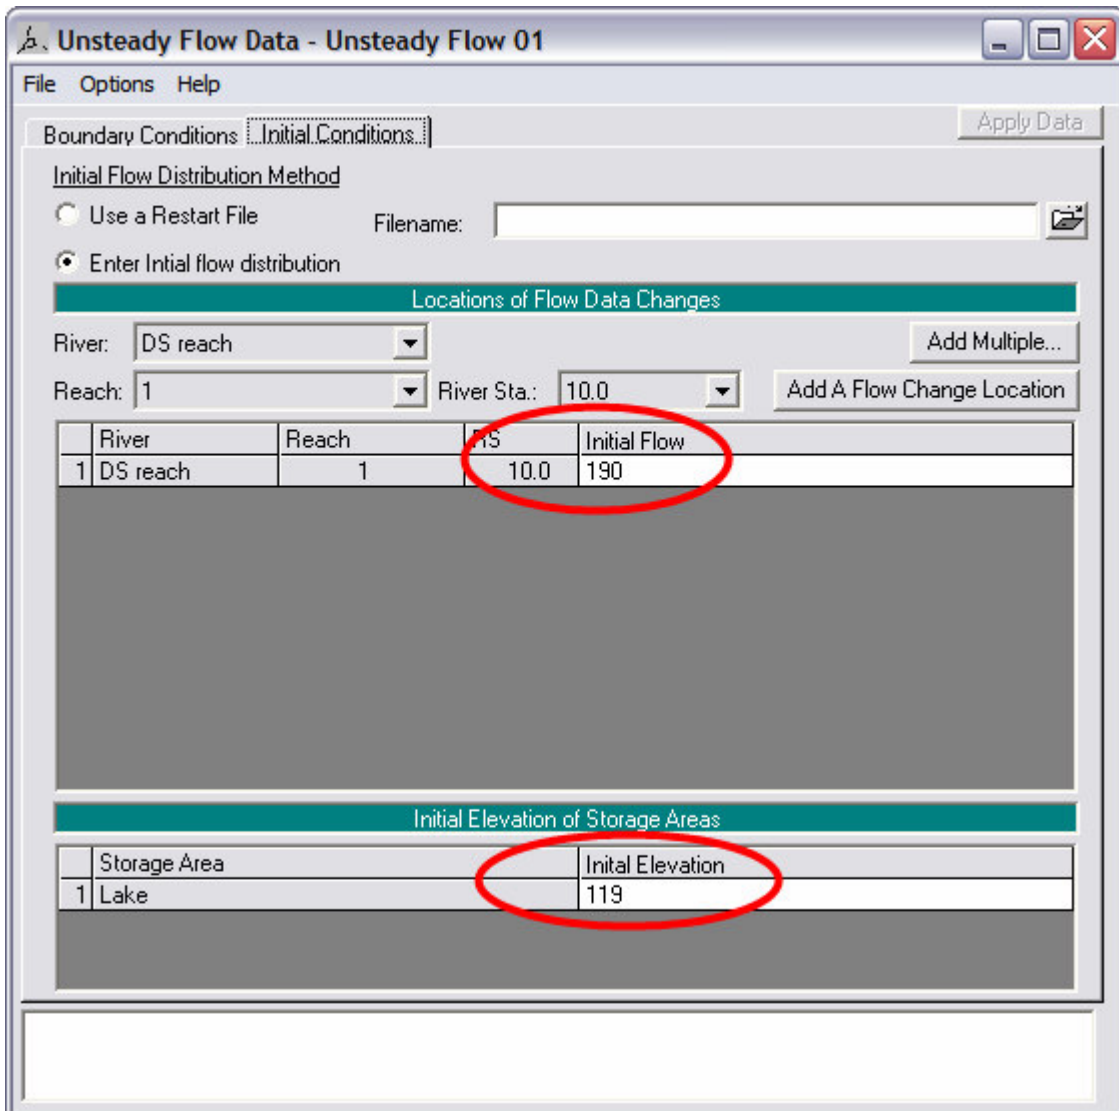 Unsteady Flow Data - Unsteady Flow 01
File Options Help
Boundary Conditions Initial Conditions Apply Data
Initial Flow Distribution Method
Use a Restart File Filename:
Enter Intial flow distribution
Locations of Flow Data Changes
River: DS reach Add Multiple...
Reach: 1 River Sta.: 10.0 Add A Flow Change Location
River Reach RS Initial Flow
1 DS reach 1 10.0 190
Initial Elevation of Storage Areas
Storage Area Inital Elevation
1 Lake 119